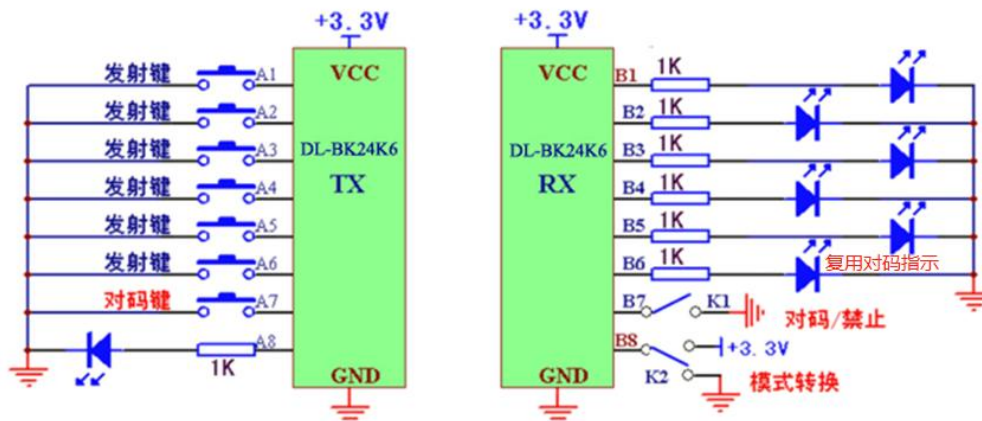 +3.3V
VCC
发射键 A1
发射键 A2
发射键 A3
DL-BK24K6
TX
发射键 A4
发射键 A5
发射键 A6
对码键 A7
A8
1K
GND
+3.3V
VCC
B1 1K
B2 1K
B3 1K
DL-BK24K6
RX
B4 1K
B5 1K
B6 1K
复用对码指示
B7 K1
对码/禁止
B8
+3.3V
K2
模式转换
GND